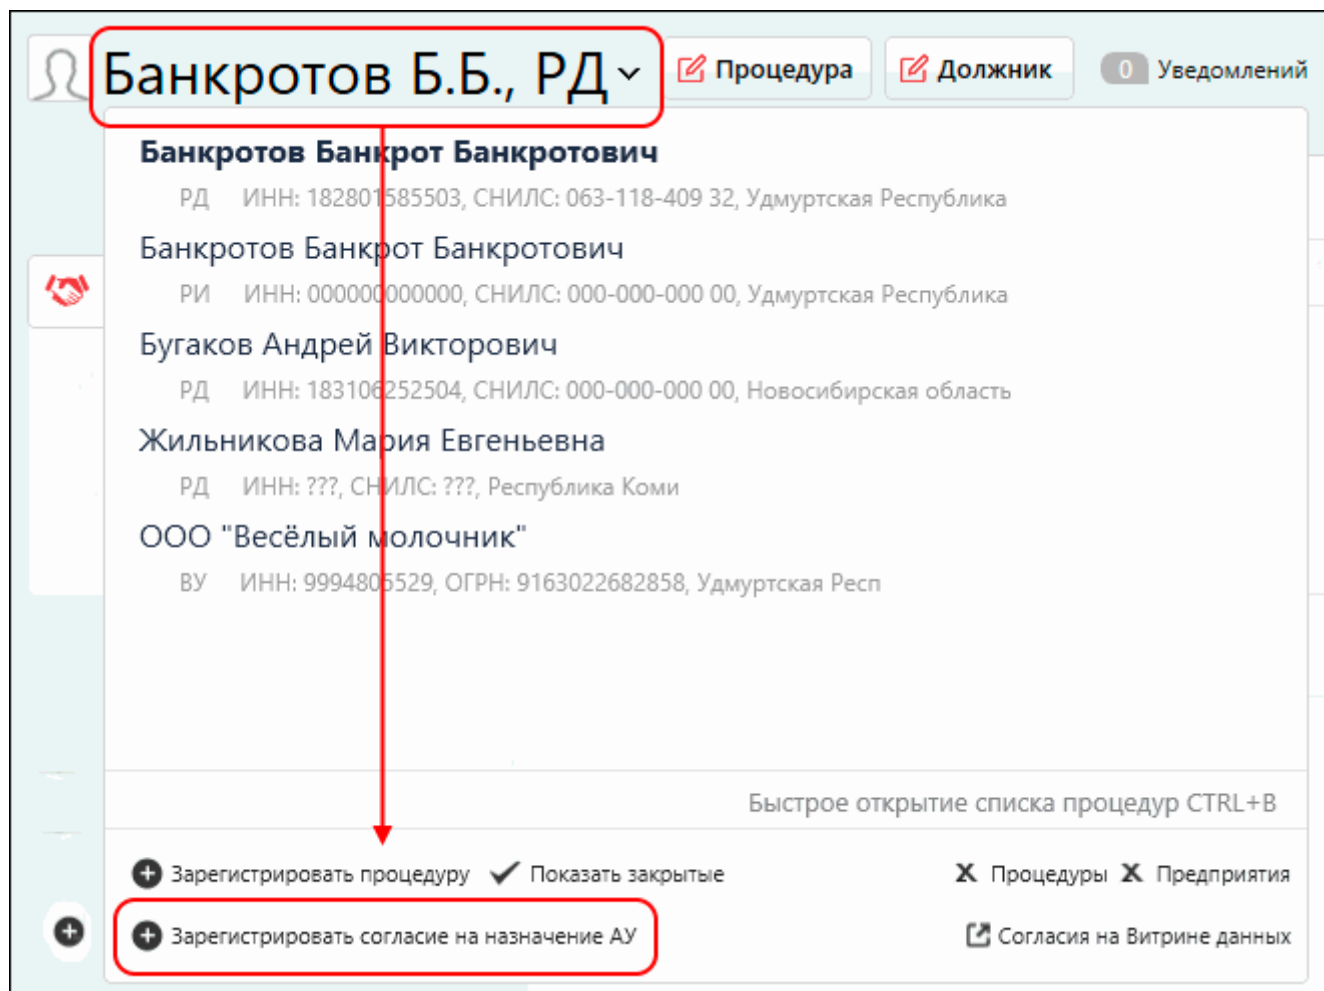 Банкротов Б.Б., РД Процедура Должник 0 Уведомлений
Банкротов Банкрот Банкротович
РД ИНН: 182801585503, СНИЛС: 063-118-409 32, Удмуртская Республика
Банкротов Банкрот Банкротович
РИ ИНН: 000000000000, СНИЛС: 000-000-000 00, Удмуртская Республика
Бугаков Андрей Викторович
РД ИНН: 183106252504, СНИЛС: 000-000-000 00, Новосибирская область
Жильникова Мария Евгеньевна
РД ИНН: ???, СНИЛС: ???, Республика Коми
ООО "Весёлый молочник"
ВУ ИНН: 9994805529, ОГРН: 9163022682858, Удмуртская Респ
Быстрое открытие списка процедур CTRL+B
Зарегистрировать процедуру Показать закрытые Х Процедуры Х Предприятия
Зарегистрировать согласие на назначение АУ Согласия на Витрине данных